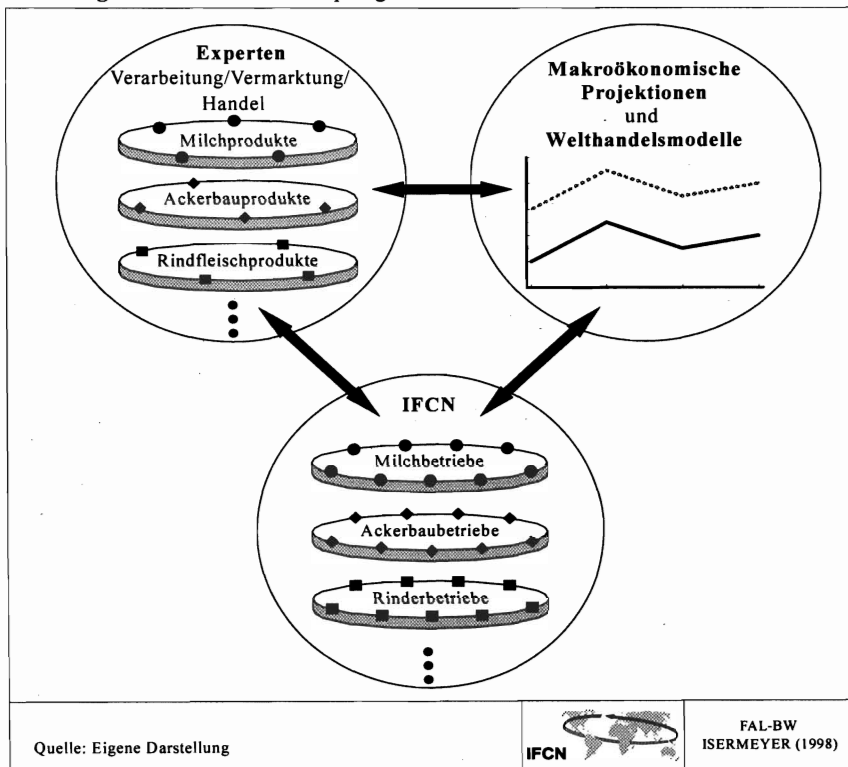 Experten
Verarbeitung/Vermarktung/
Handel
Milchprodukte
Ackerbauprodukte
Rindfleischprodukte
Makroökonomische
Projektionen
und
Welthandelsmodelle
IFCN
Milchbetriebe
Ackerbaubetriebe
Rinderbetriebe
Quelle: Eigene Darstellung
IFCN
FAL-BW
ISERMEYER (1998)